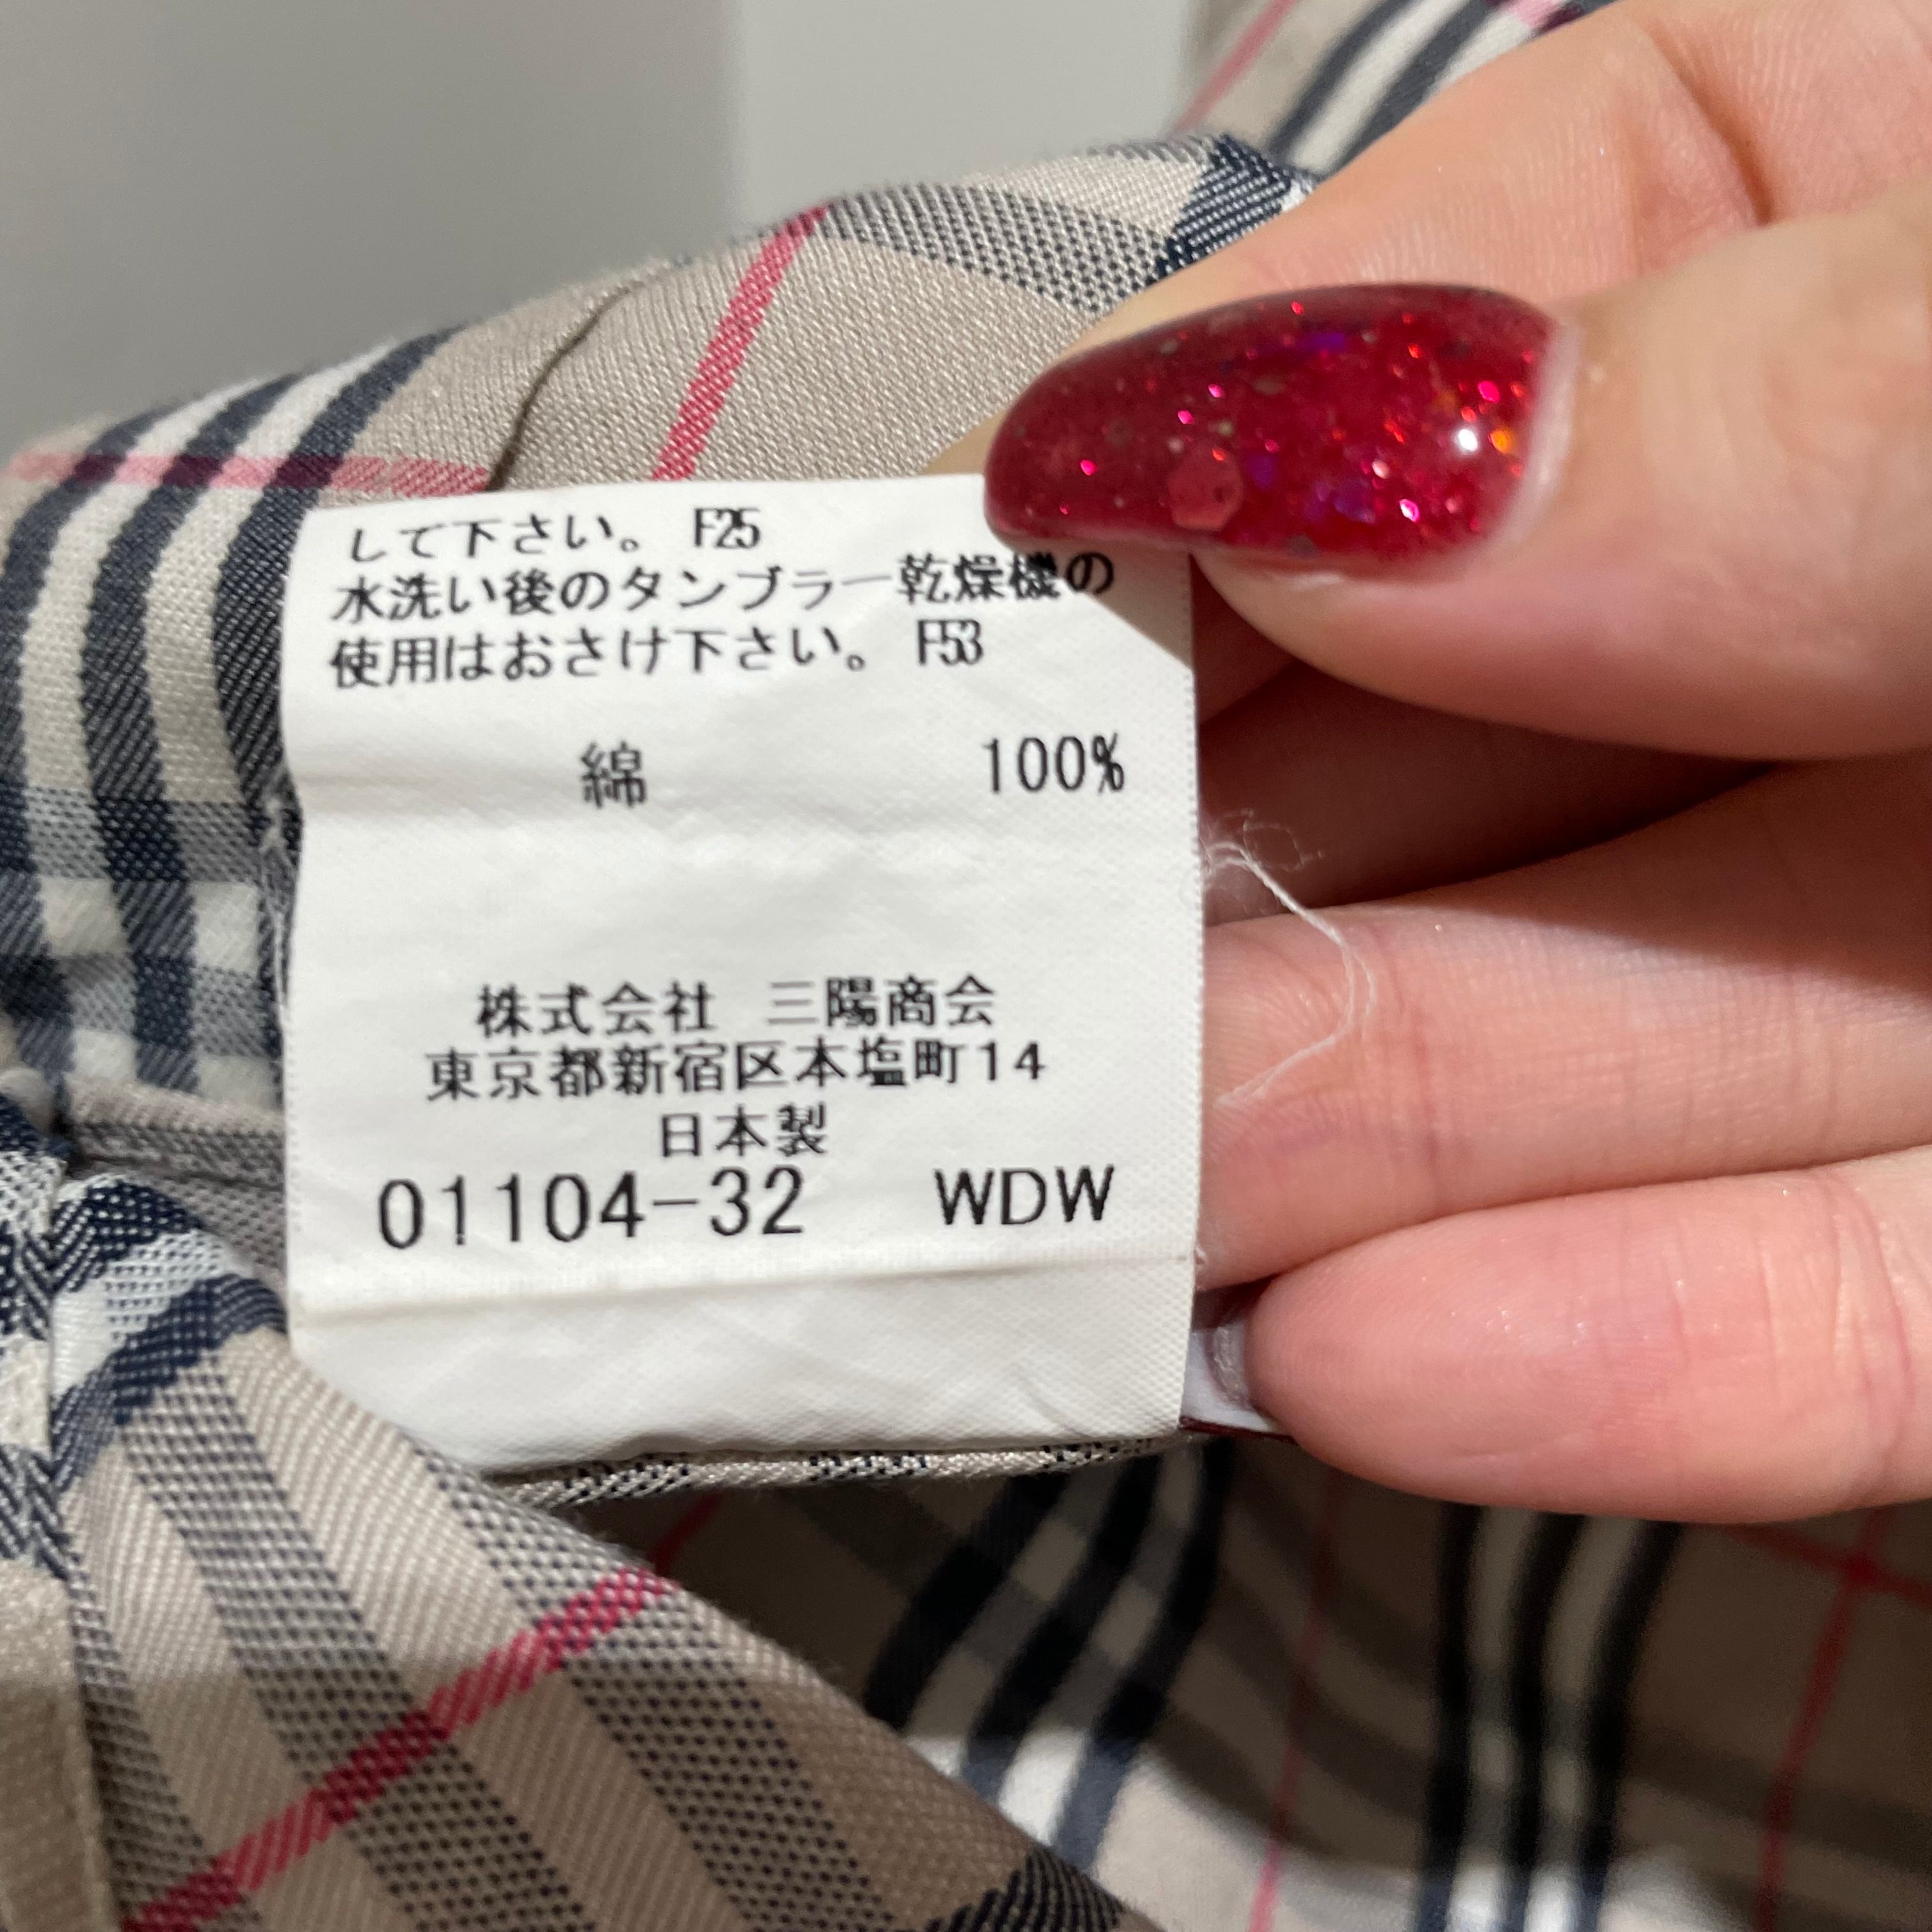 して下さい。 F25
水洗い後のタンブラー乾燥機の
使用はおさけ下さい。 F53
綿 100%
株式会社 三陽商会
東京都新宿区本塩町14
日本製
01104-32 WDW